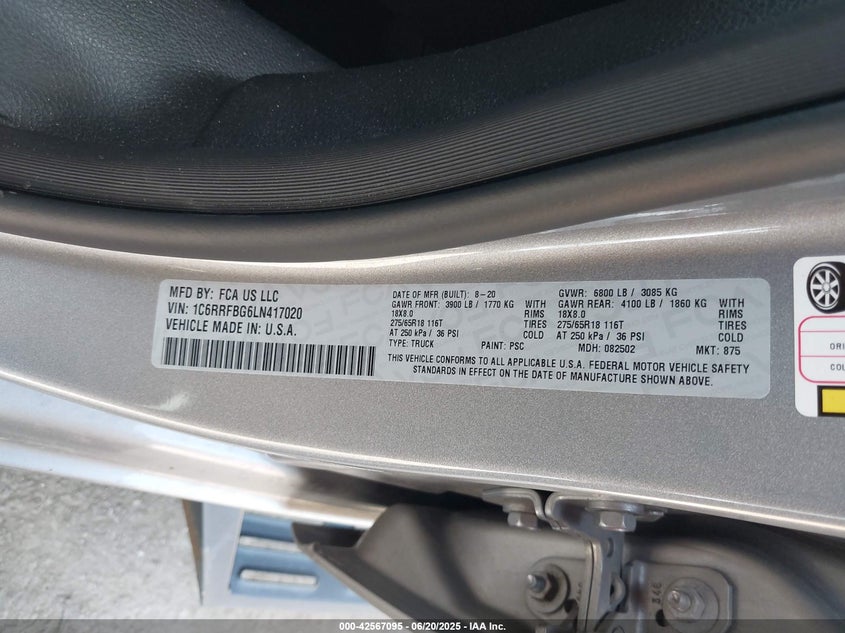 MFD BY: FCA US LLC
VIN: 1C6RRFBG6LN417020
VEHICLE MADE IN: U.S.A.
DATE OF MFR (BUILT): 8-20 GVWR: 6800 LB / 3085 KG
GAWR FRONT: 3900 LB / 1770 KG WITH GAWR REAR: 4100 LB / 1860 KG WITH
18X8.0 RIMS 18X8.0 RIMS
275/65R18 116T TIRES 275/65R18 116T TIRES
AT 250 kPa / 36 PSI COLD AT 250 kPa / 36 PSI COLD
TYPE: TRUCK PAINT: PSC MDH: 082502 MKT: 875
THIS VEHICLE CONFORMS TO ALL APPLICABLE U.S.A. FEDERAL MOTOR VEHICLE SAFETY
STANDARDS IN EFFECT ON THE DATE OF MANUFACTURE SHOWN ABOVE.
ORI
COL
346
000-42567095 - 06/20/2025 - IAAI, Inc. - Copyright